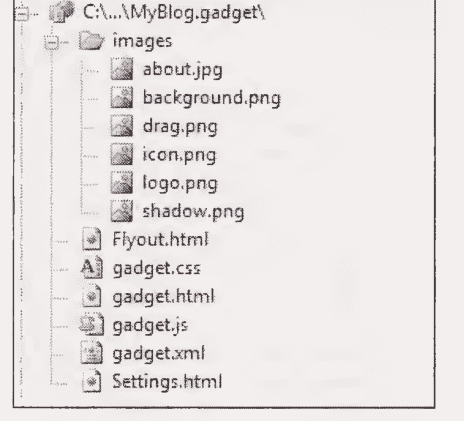 C:\...\MyBlog.gadget\
images
about.jpg
background.png
drag.png
icon.png
logo.png
shadow.png
Flyout.html
gadget.css
gadget.html
gadget.js
gadget.xml
Settings.html